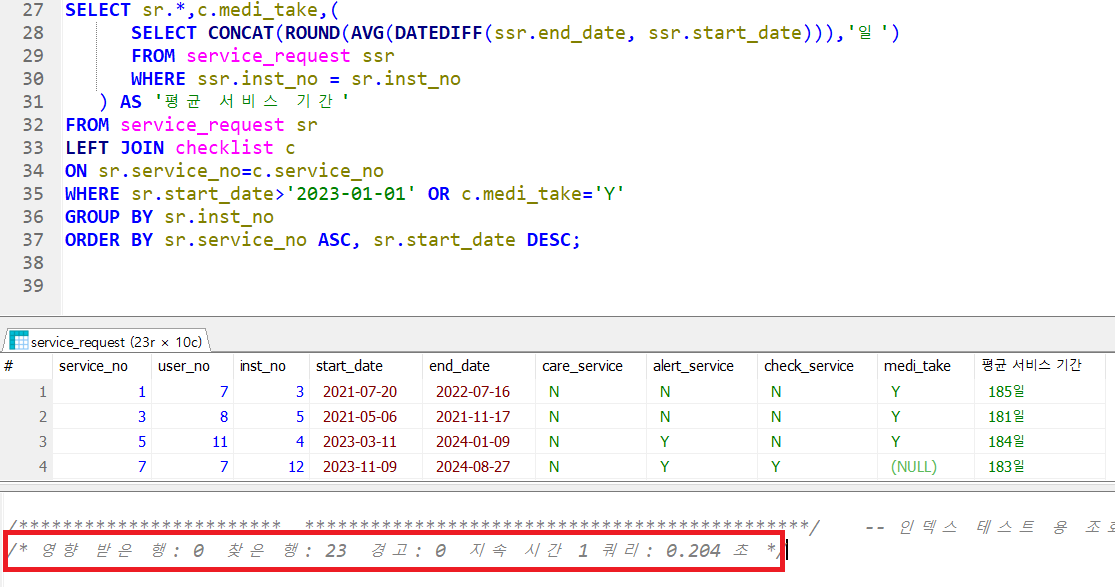 27 SELECT sr.*,c.medi_take,(
28 SELECT CONCAT(ROUND(AVG(DATEDIFF(ssr.end_date, ssr.start_date))),'일')
29 FROM service_request ssr
30 WHERE ssr.inst_no = sr.inst_no
31 ) AS '평균 서비스 기간'
32 FROM service_request sr
33 LEFT JOIN checklist c
34 ON sr.service_no=c.service_no
35 WHERE sr.start_date>'2023-01-01' OR c.medi_take='Y'
36 GROUP BY sr.inst_no
37 ORDER BY sr.service_no ASC, sr.start_date DESC;
38
39
service_request (23r × 10c)
# service_no user_no inst_no start_date end_date care_service alert_service check_service medi_take 평균 서비스 기간
1 1 7 3 2021-07-20 2022-07-16 N N N Y 185일
2 3 8 5 2021-05-06 2021-11-17 N N N Y 181일
3 5 11 4 2023-03-11 2024-01-09 N Y N Y 184일
4 7 7 12 2023-11-09 2024-08-27 N Y Y (NULL) 183일
/************************ **********************************************/ -- 인덱스 테스트 용 조회
/* 영향 받은 행: 0 찾은 행: 23 경고: 0 지속 시간 1 쿼리: 0.204 초 */